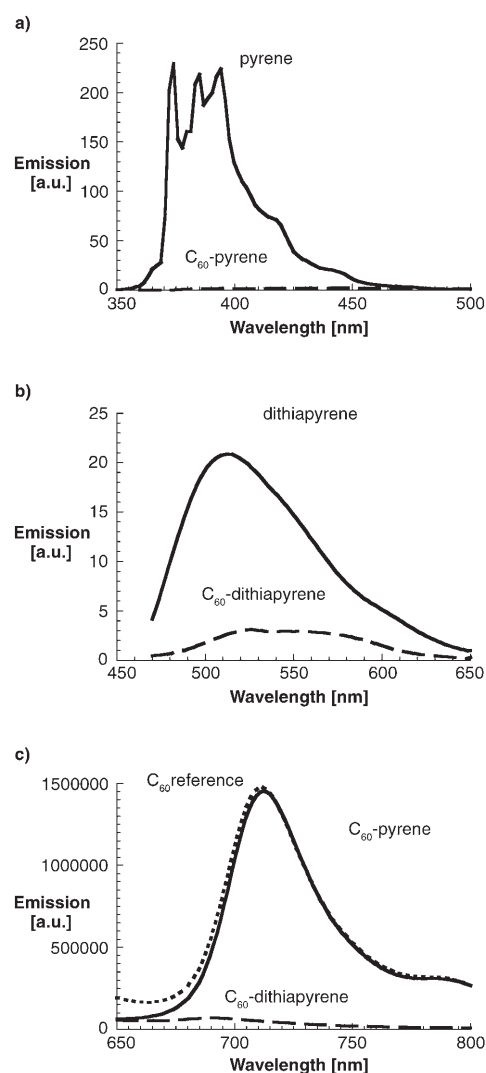 a)
250
pyrene
200
150
Emission
[a.u.]
100
50
C60-pyrene
0
350 400 450 500
Wavelength [nm]
b)
25
dithiapyrene
20
15
Emission
[a.u.]
10
C60-dithiapyrene
5
0
450 500 550 600 650
Wavelength [nm]
c)
1500000
C60reference
C60-pyrene
1000000
Emission
[a.u.]
500000
C60-dithiapyrene
0
650 700 750 800
Wavelength [nm]